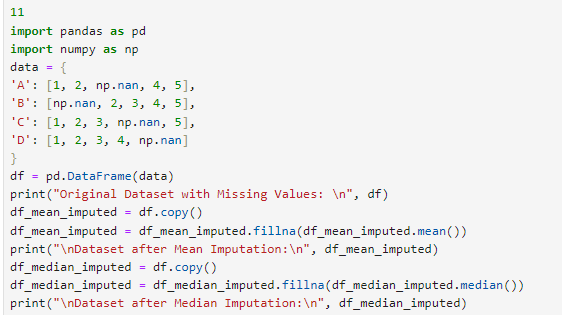 11
import pandas as pd
import numpy as np
data = {
'A': [1, 2, np.nan, 4, 5],
'B': [np.nan, 2, 3, 4, 5],
'C': [1, 2, 3, np.nan, 5],
'D': [1, 2, 3, 4, np.nan]
}
df = pd.DataFrame(data)
print("Original Dataset with Missing Values: \n", df)
df_mean_imputed = df.copy()
df_mean_imputed = df_mean_imputed.fillna(df_mean_imputed.mean())
print("\nDataset after Mean Imputation:\n", df_mean_imputed)
df_median_imputed = df.copy()
df_median_imputed = df_median_imputed.fillna(df_median_imputed.median())
print("\nDataset after Median Imputation:\n", df_median_imputed)